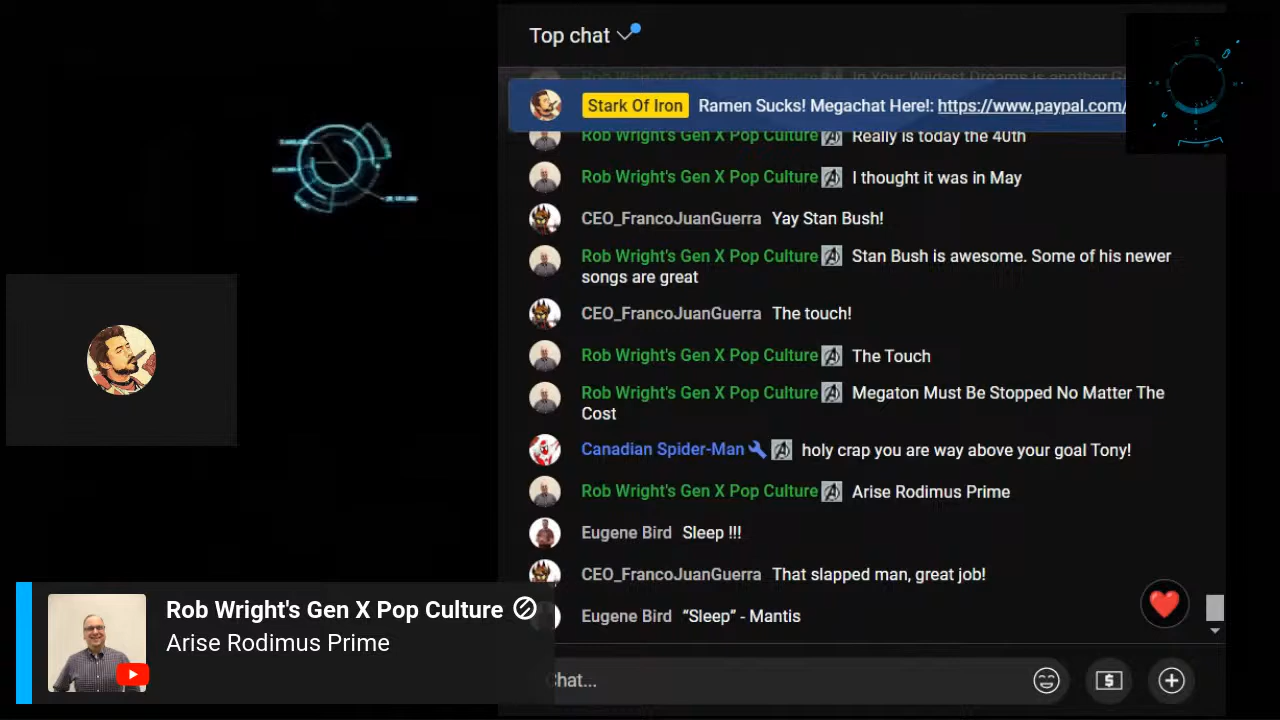 Top chat
Stark Of Iron Ramen Sucks! Megachat Here!: https://www.paypal.com/
Rob Wright's Gen X Pop Culture Really is today the 40th
Rob Wright's Gen X Pop Culture I thought it was in May
CEO_FrancoJuanGuerra Yay Stan Bush!
Rob Wright's Gen X Pop Culture Stan Bush is awesome. Some of his newer
songs are great
CEO_FrancoJuanGuerra The touch!
Rob Wright's Gen X Pop Culture The Touch
Rob Wright's Gen X Pop Culture Megaton Must Be Stopped No Matter The
Cost
Canadian Spider-Man holy crap you are way above your goal Tony!
Rob Wright's Gen X Pop Culture Arise Rodimus Prime
Eugene Bird Sleep !!!
CEO_FrancoJuanGuerra That slapped man, great job!
Eugene Bird “Sleep” - Mantis
Rob Wright's Gen X Pop Culture
Arise Rodimus Prime
hat...